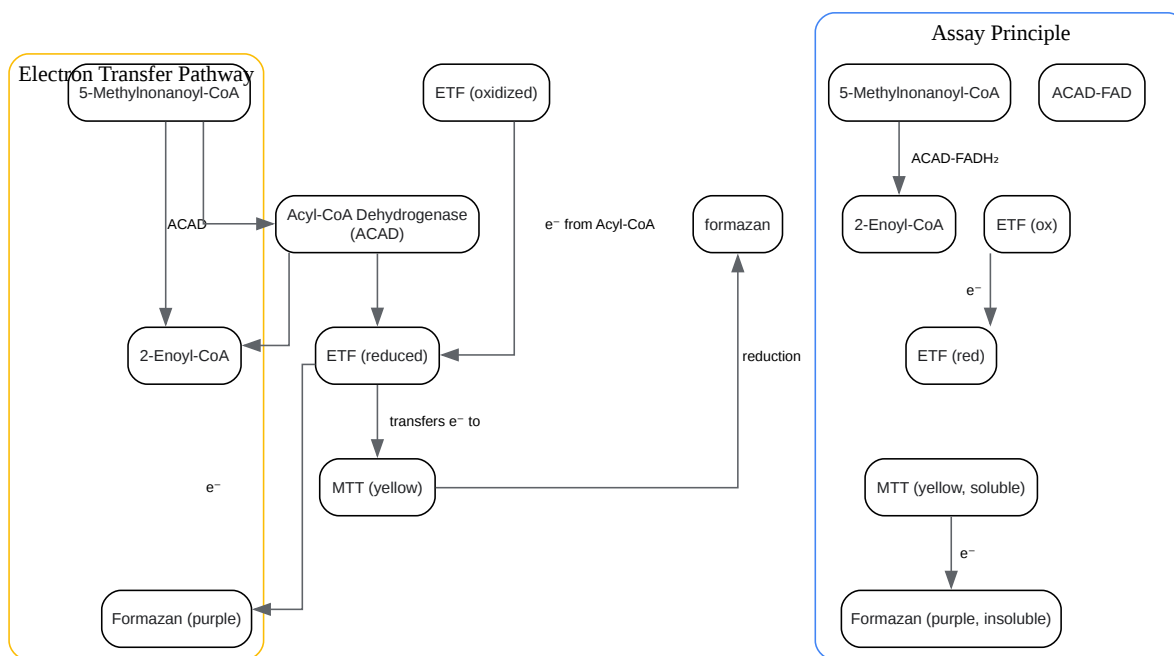 Assay Principle
Electron Transfer Pathway
5-Methylnonanoyl-CoA
ETF (oxidized)
5-Methylnonanoyl-CoA
ACAD-FAD
ACAD-FADH₂
Acyl-CoA Dehydrogenase
(ACAD)
ACAD
e⁻ from Acyl-CoA
formazan
2-Enoyl-CoA
ETF (ox)
e⁻
2-Enoyl-CoA
ETF (reduced)
reduction
ETF (red)
transfers e⁻ to
e⁻
MTT (yellow)
MTT (yellow, soluble)
e⁻
Formazan (purple)
Formazan (purple, insoluble)